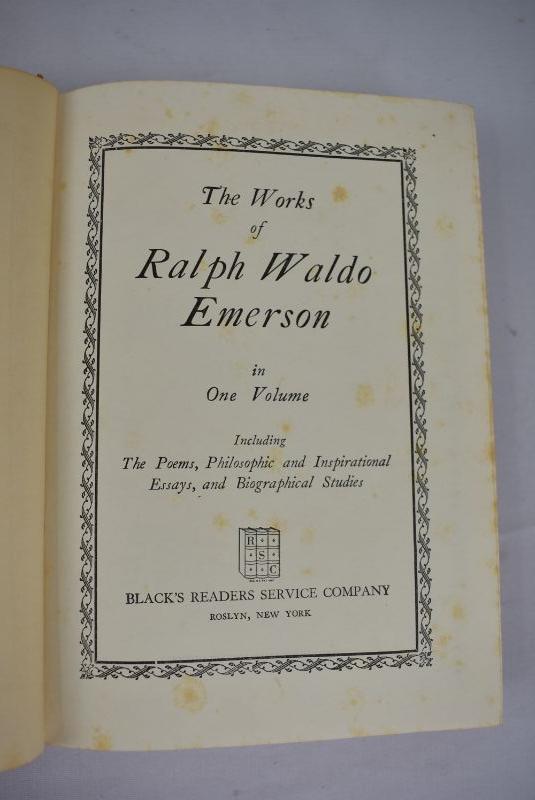 The Works
of
Ralph Waldo
Emerson
in
One Volume
Including
The Poems, Philosophic and Inspirational
Essays, and Biographical Studies
R
S
C
BLACK'S READERS SERVICE COMPANY
ROSLYN, NEW YORK